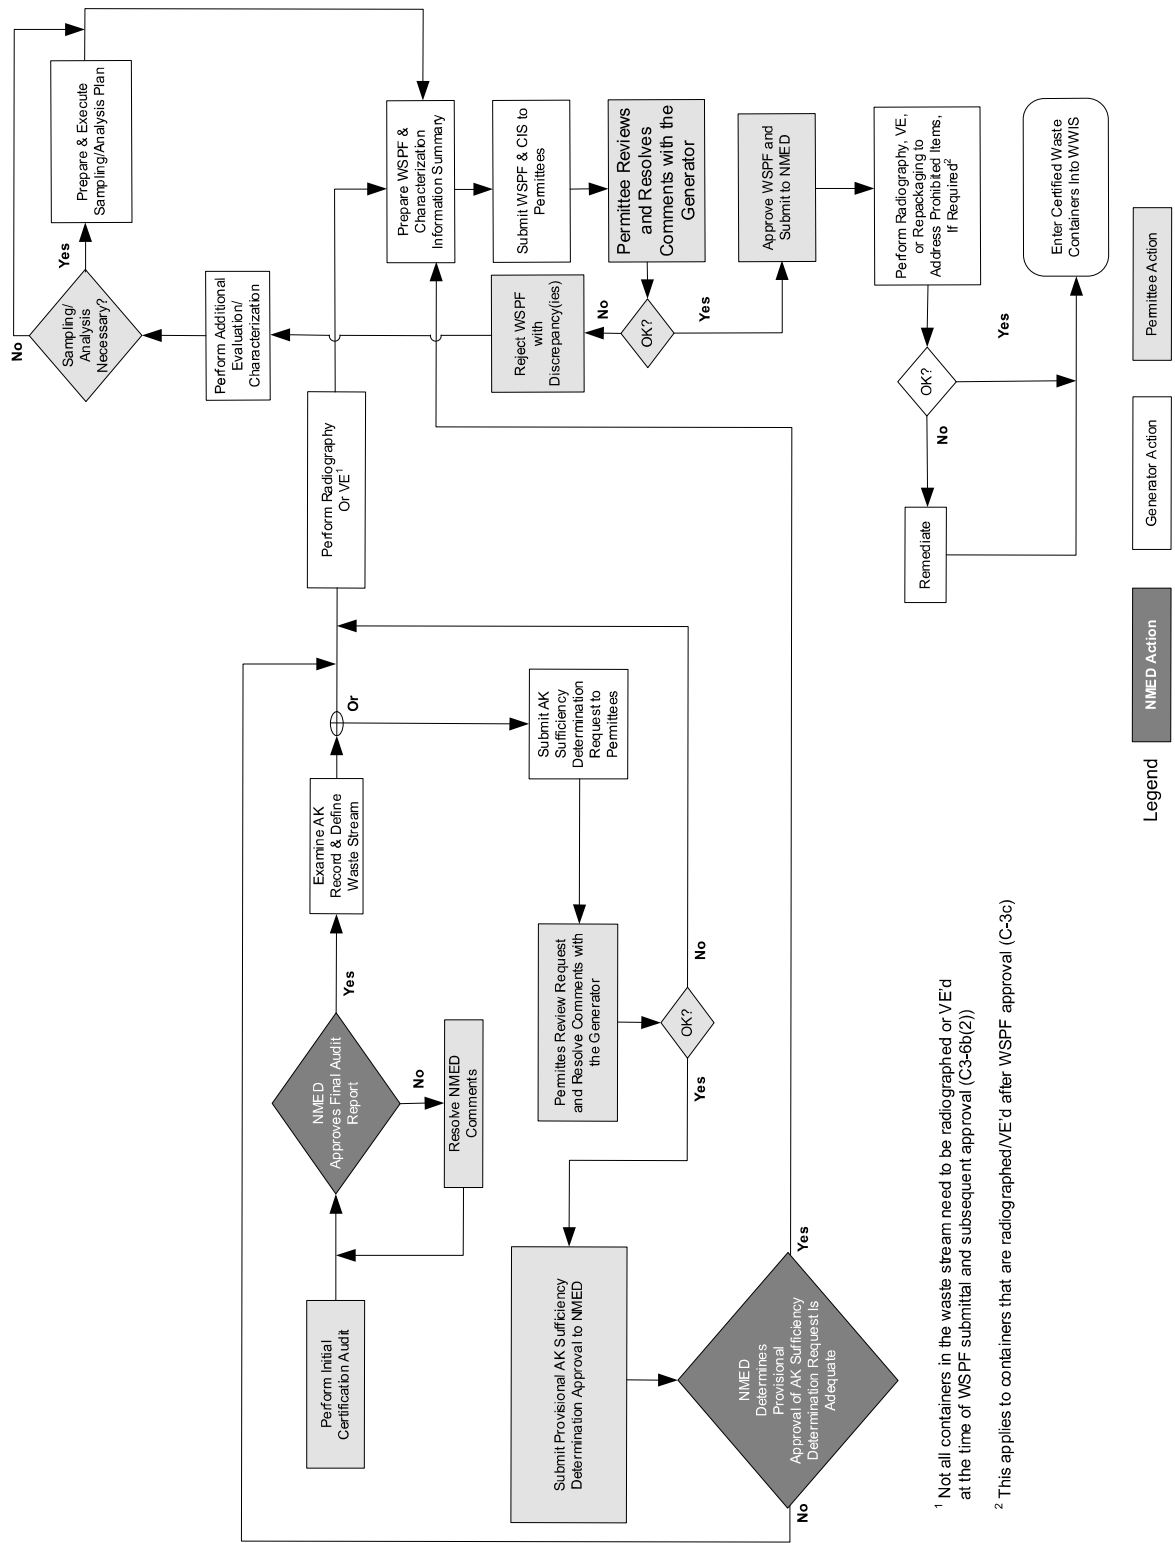 Perform Initial
Certification Audit
NMED
Approves Final Audit
Report
Yes
No
Resolve NMED
Comments
Examine AK
Record & Define
Waste Stream
Or
Submit AK
Sufficiency
Determination
Request to
Permittees
Permittes Review Request
and Resolve Comments with
the Generator
OK?
No
Yes
Submit Provisional AK Sufficiency
Determination Approval to NMED
NMED
Determines
Provisional
Approval of AK Sufficiency
Determination Request Is
Adequate
Yes
No
Perform Radiography
Or VE1
Prepare WSPF &
Characterization
Information Summary
Submit WSPF & CIS to
Permittees
Permittee Reviews
and Resolves
Comments with the
Generator
OK?
No
Yes
Reject WSPF
with
Discrepancy(ies)
Perform Additional
Evaluation/
Characterization
Sampling/
Analysis
Necessary?
No
Yes
Prepare & Execute
Sampling/Analysis Plan
Approve WSPF and
Submit to NMED
Perform Radiography, VE,
or Repackaging to
Address Prohibited Items,
If Required2
OK?
Yes
No
Remediate
Enter Certified Waste
Containers Into WWIS
1 Not all containers in the waste stream need to be radiographed or VE'd
at the time of WSPF submittal and subsequent approval (C3-6b(2))
2 This applies to containers that are radiographed/VE'd after WSPF approval (C-3c)
Legend
NMED Action
Generator Action
Permittee Action